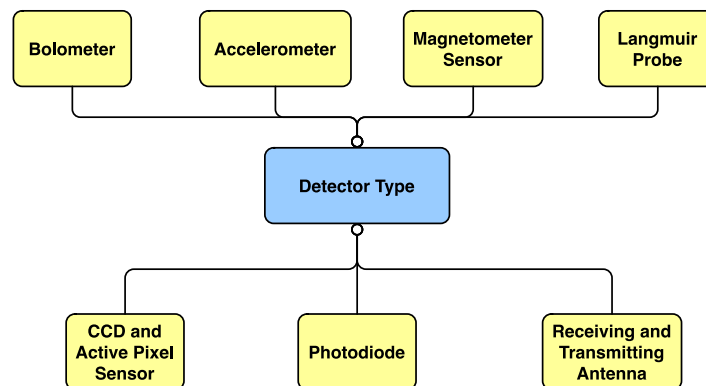 Bolometer
Accelerometer
Magnetometer
Sensor
Langmuir
Probe
Detector Type
CCD and
Active Pixel
Sensor
Photodiode
Receiving and
Transmitting
Antenna